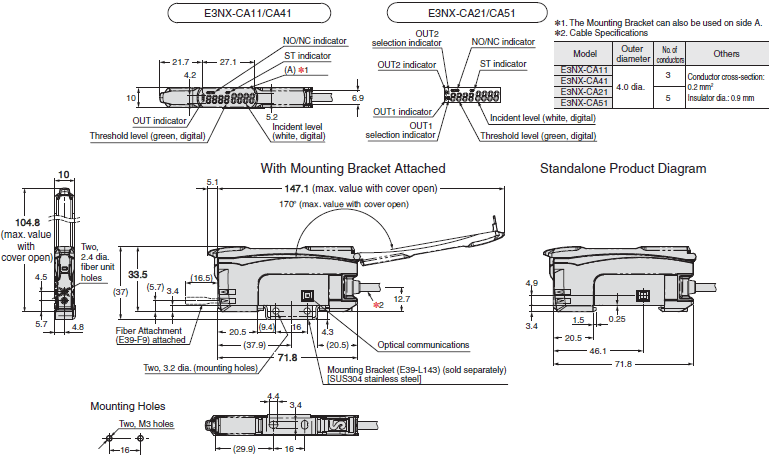 E3NX-CA11/CA41
E3NX-CA21/CA51
NO/NC indicator
ST indicator
(A) *1
21.7
27.1
4.2
10
5.2
6.9
OUT indicator
Threshold level (green, digital)
Incident level
(white, digital)
OUT2
selection indicator
NO/NC indicator
OUT2 indicator
ST indicator
OUT1 indicator
OUT1
selection indicator
Incident level (white, digital)
Threshold level (green, digital)
*1. The Mounting Bracket can also be used on side A.
*2. Cable Specifications
Model
Outer
diameter
No. of
conductors
Others
E3NX-CA11
E3NX-CA41
E3NX-CA21
E3NX-CA51
4.0 dia.
3
5
Conductor cross-section:
0.2 mm²
Insulator dia.: 0.9 mm
With Mounting Bracket Attached
Standalone Product Diagram
10
104.8
(max. value
with
cover open)
Two,
2.4 dia.
fiber unit
holes
4.5
5.7
4.8
5.1
147.1 (max. value with cover open)
170° (max. value with cover open)
(37)
33.5
(16.5)
(5.7)
3.4
*2
12.7
Fiber Attachment
(E39-F9) attached
20.5
(9.4)
16
4.3
(37.9)
(20.5)
71.8
Optical communications
Two, 3.2 dia. (mounting holes)
Mounting Bracket (E39-L143) (sold separately)
[SUS304 stainless steel]
4.9
3.4
1.5
0.25
20.5
46.1
71.8
Mounting Holes
Two, M3 holes
16
4.4
3.4
(29.9)
16